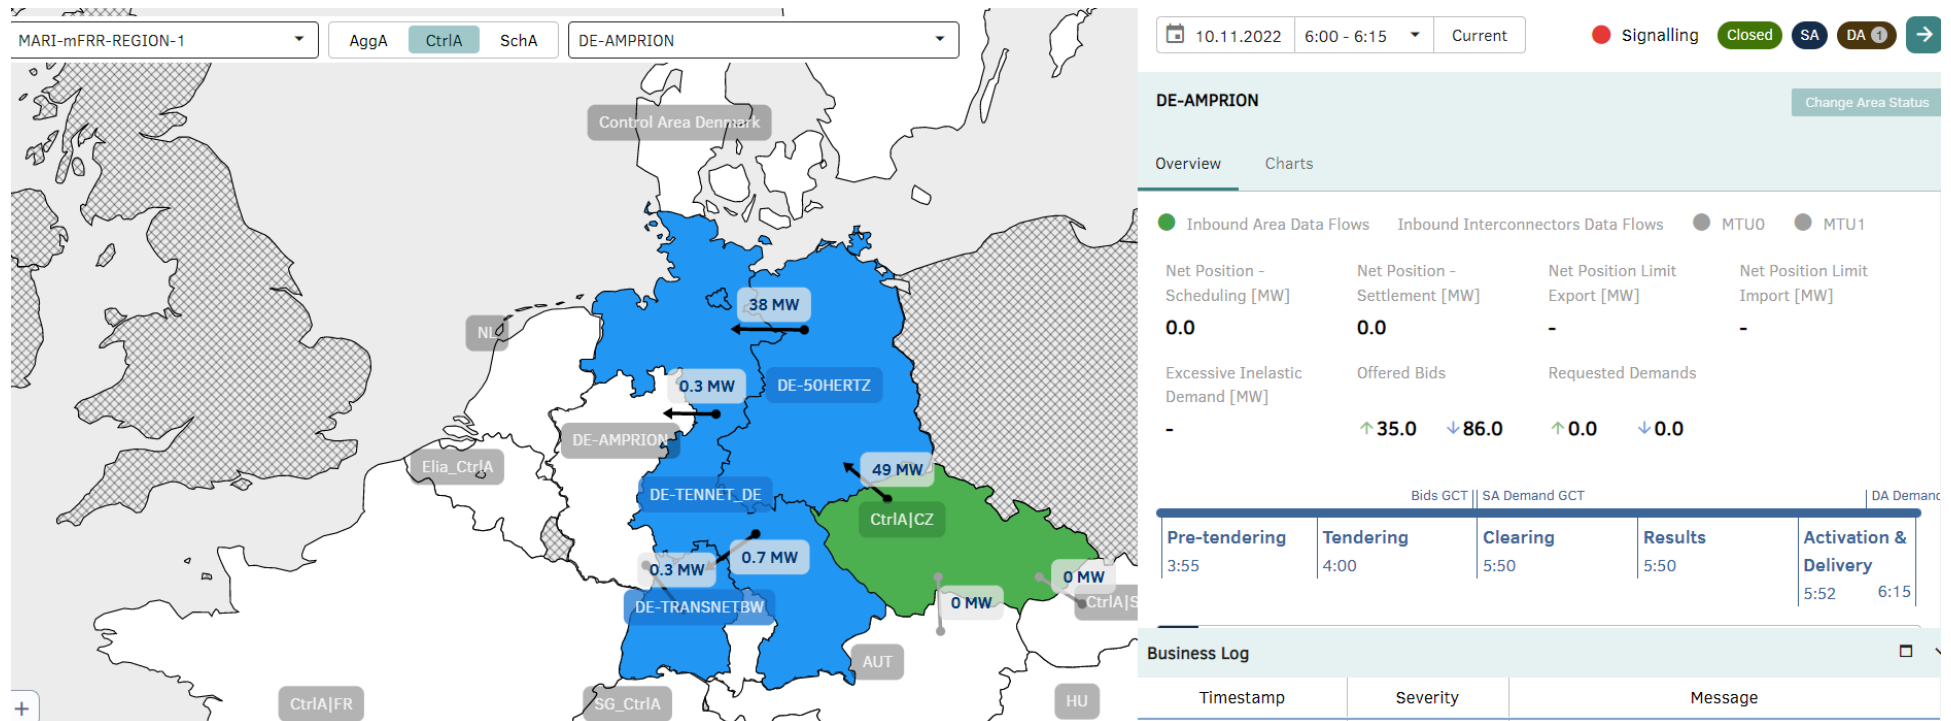 MARI-mFRR-REGION-1
AggA CtrlA SchA
DE-AMPRION
Control Area Denmark
38 MW
NL
0.3 MW
DE-50HERTZ
DE-AMPRION
Elia_CtrlA
49 MW
DE-TENNET_DE
CtrlA|CZ
0.7 MW
0.3 MW
0 MW
0 MW
CtrlA|S
DE-TRANSNETBW
AUT
CtrlA|FR
SG_CtrlA
HU
+
10.11.2022 6:00 - 6:15 Current
Signalling Closed SA DA 1
DE-AMPRION
Change Area Status
Overview Charts
Inbound Area Data Flows Inbound Interconnectors Data Flows MTU0 MTU1
Net Position - Net Position - Net Position Limit Net Position Limit
Scheduling [MW] Settlement [MW] Export [MW] Import [MW]
0.0 0.0 - -
Excessive Inelastic Offered Bids Requested Demands
Demand [MW]
- ↑35.0 ↓86.0 ↑0.0 ↓0.0
Bids GCT SA Demand GCT DA Demand
Pre-tendering Tendering Clearing Results Activation &
3:55 4:00 5:50 5:50 Delivery
5:52 6:15
Business Log
Timestamp Severity Message